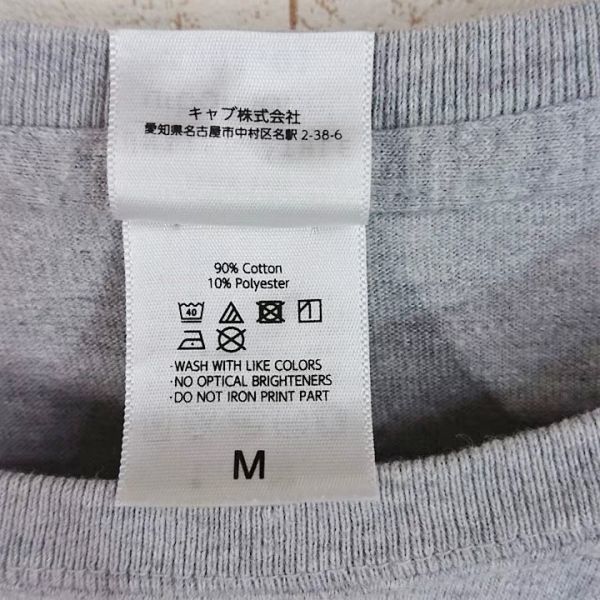 キャブ株式会社
愛知県名古屋市中村区名駅 2-38-6
90% Cotton
10% Polyester
40
·WASH WITH LIKE COLORS
·NO OPTICAL BRIGHTENERS
·DO NOT IRON PRINT PART
M